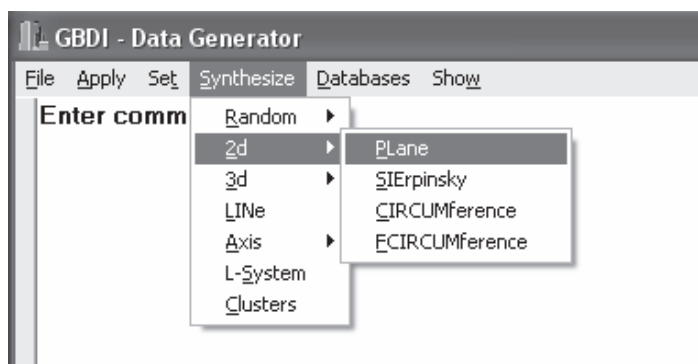 GBDI - Data Generator
File Apply Set Synthesize Databases Show
Enter comm
Random
2d
3d
LINe
Axis
L-System
Clusters
PLane
SIErpinsky
CIRCUMference
FCIRCUMference